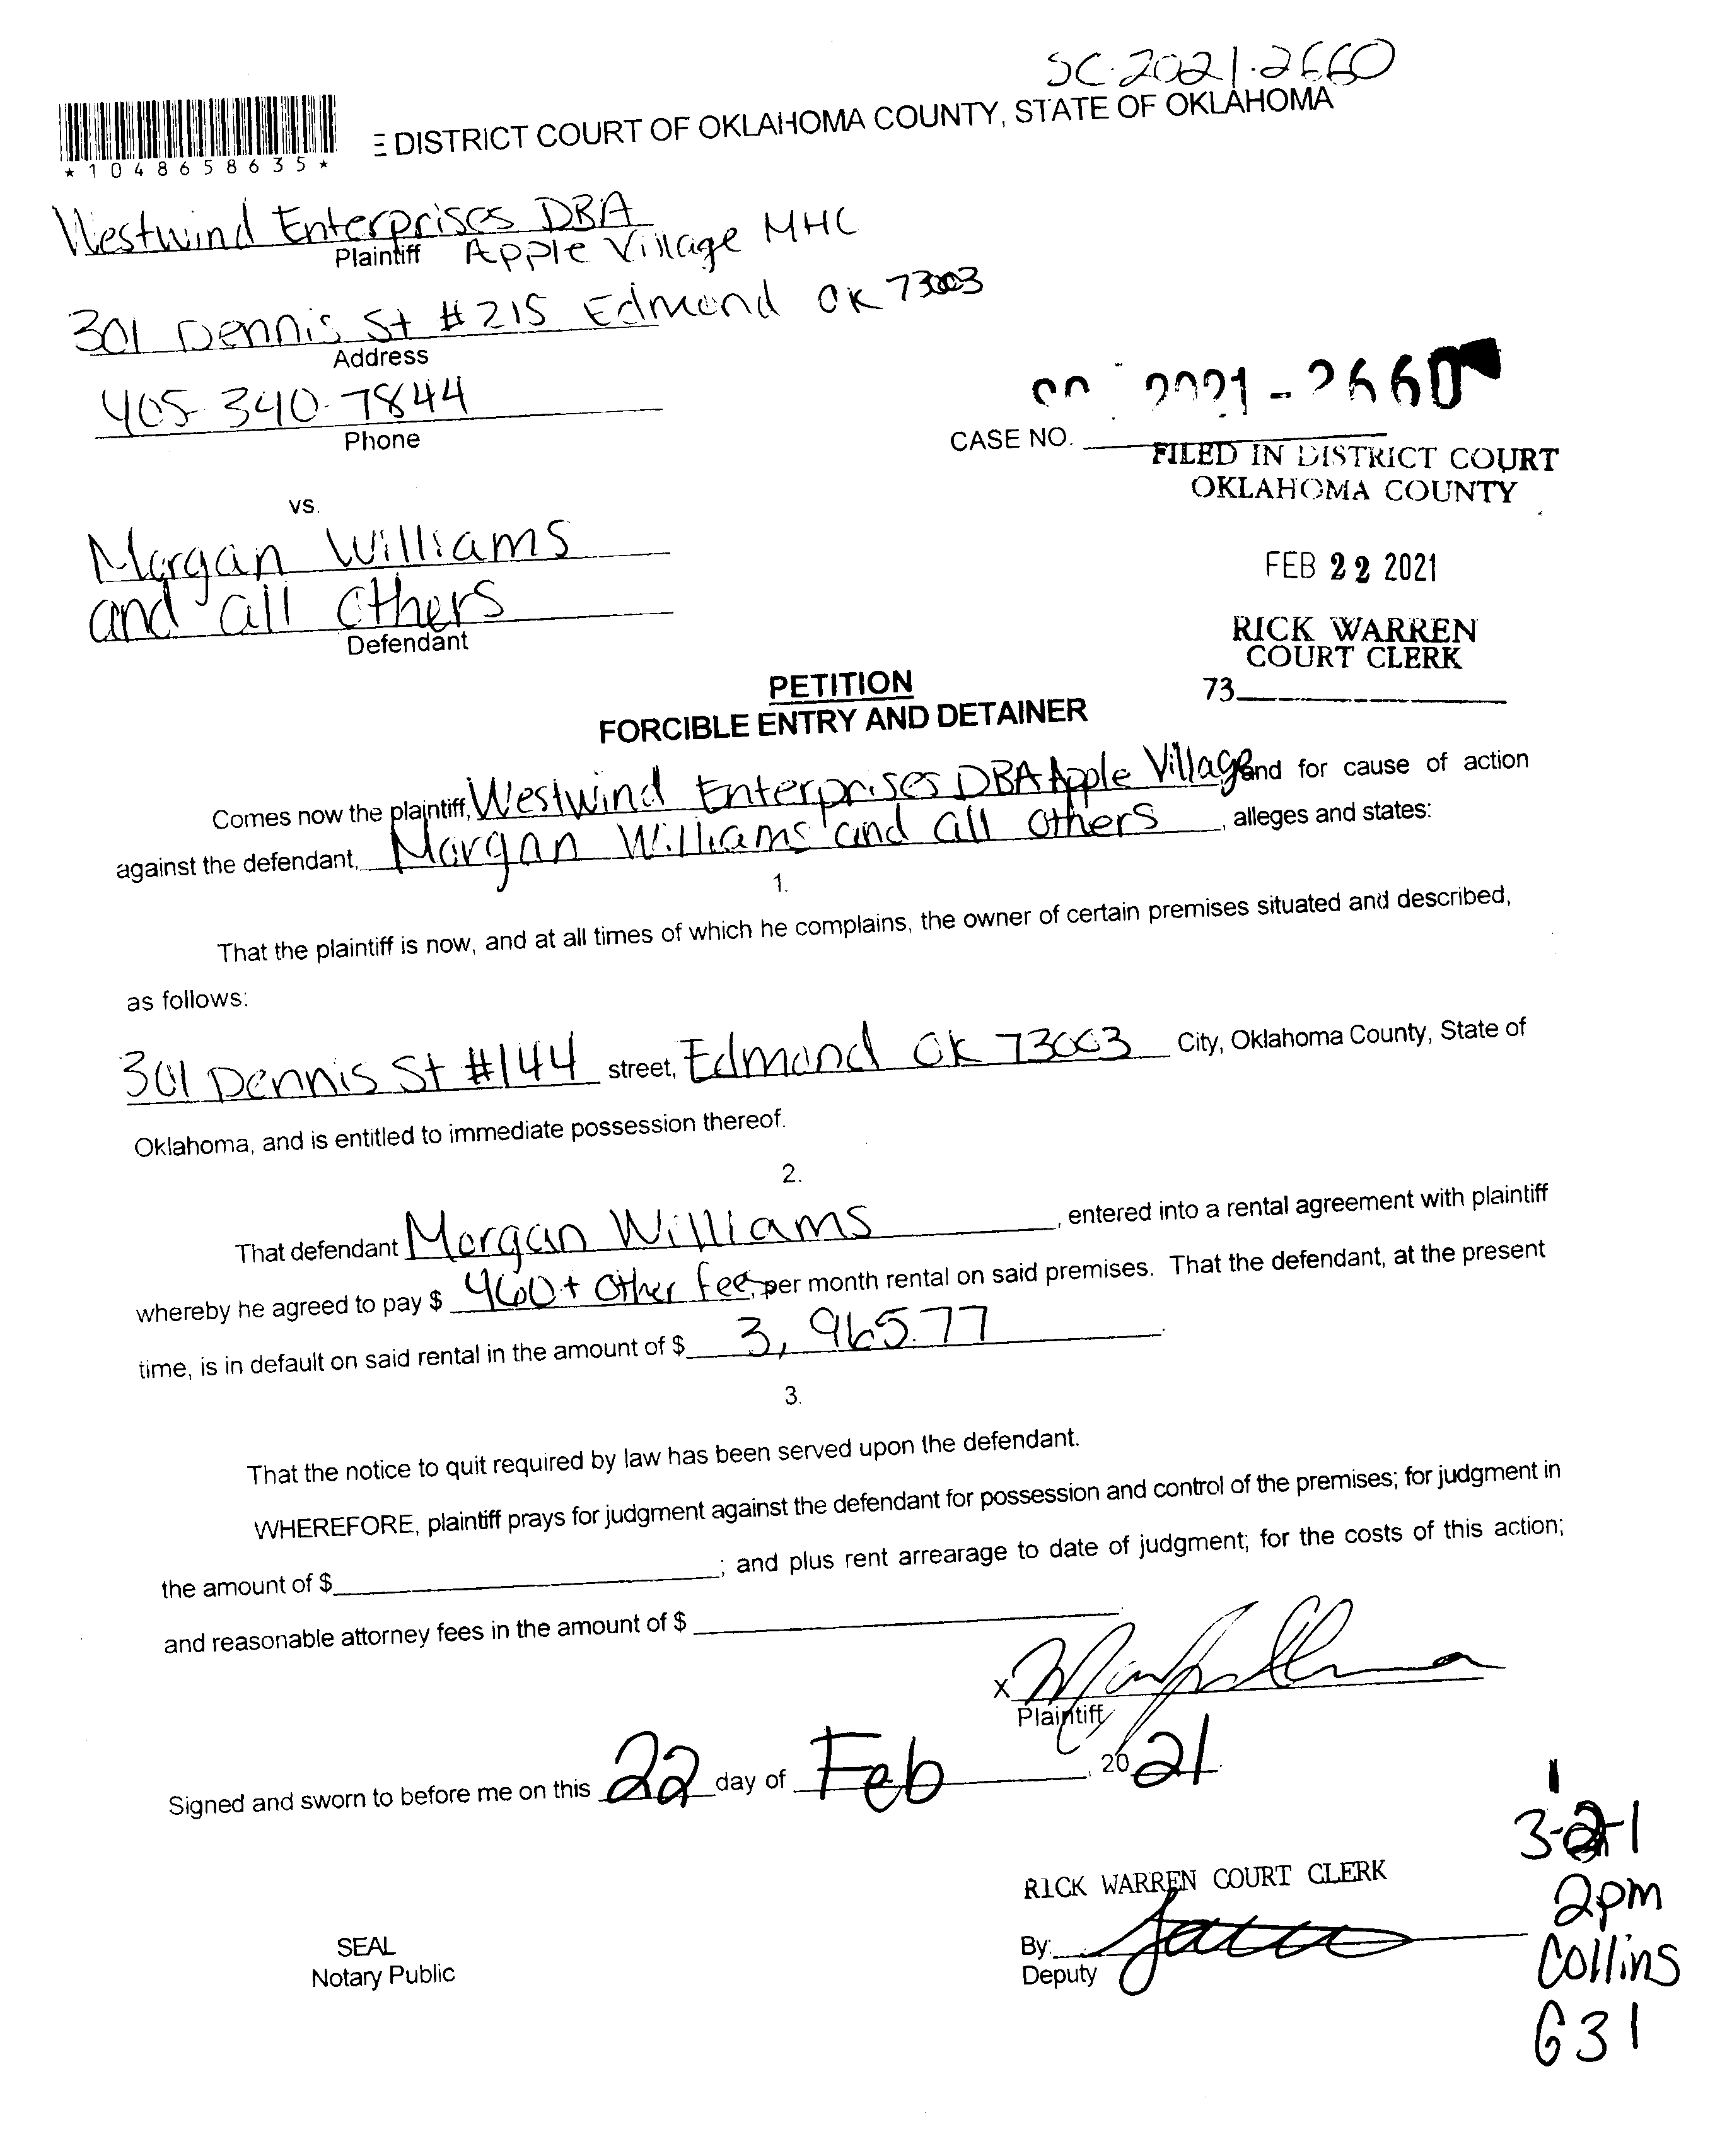 SC-2021-2660
E DISTRICT COURT OF OKLAHOMA COUNTY, STATE OF OKLAHOMA
*1048658635*
Westwind Enterprises DBA
Plaintiff Apple Village MHC
301 Dennis St #215 Edmond OK 73003
Address
405-340-7844
Phone
2021-2660
CASE NO.
FILED IN DISTRICT COURT
OKLAHOMA COUNTY
vs.
Morgan Williams
and all others
Defendant
FEB 22 2021
RICK WARREN
COURT CLERK
73
PETITION
FORCIBLE ENTRY AND DETAINER
Comes now the plaintiff, Westwind Enterprises DBA Apple Village and for cause of action
against the defendant, Morgan Williams and all others, alleges and states:
1.
That the plaintiff is now, and at all times of which he complains, the owner of certain premises situated and described,
as follows:
301 Dennis St #144 street, Edmond OK 73003 City, Oklahoma County, State of
Oklahoma, and is entitled to immediate possession thereof.
2.
That defendant Morgan Williams, entered into a rental agreement with plaintiff
whereby he agreed to pay $ 460 + other fees per month rental on said premises. That the defendant, at the present
time, is in default on said rental in the amount of $ 3,965.77.
3.
That the notice to quit required by law has been served upon the defendant.
WHEREFORE, plaintiff prays for judgment against the defendant for possession and control of the premises; for judgment in
the amount of $; and plus rent arrearage to date of judgment; for the costs of this action;
and reasonable attorney fees in the amount of $
X
Plaintiff
Signed and sworn to before me on this 22 day of Feb, 2021.
3-2-1
2pm
Collins
G31
RICK WARREN COURT CLERK
By:
Deputy
SEAL
Notary Public